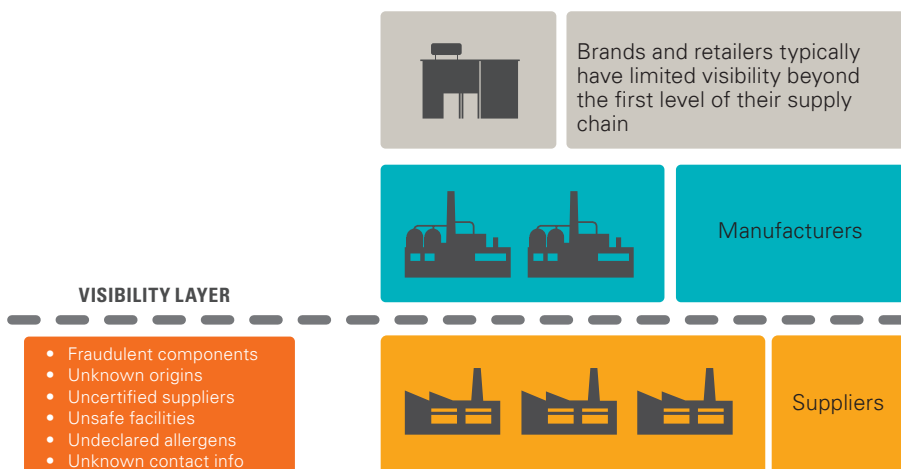 Brands and retailers typically
have limited visibility beyond
the first level of their supply
chain
Manufacturers
VISIBILITY LAYER
• Fraudulent components
• Unknown origins
• Uncertified suppliers
• Unsafe facilities
• Undeclared allergens
• Unknown contact info
Suppliers